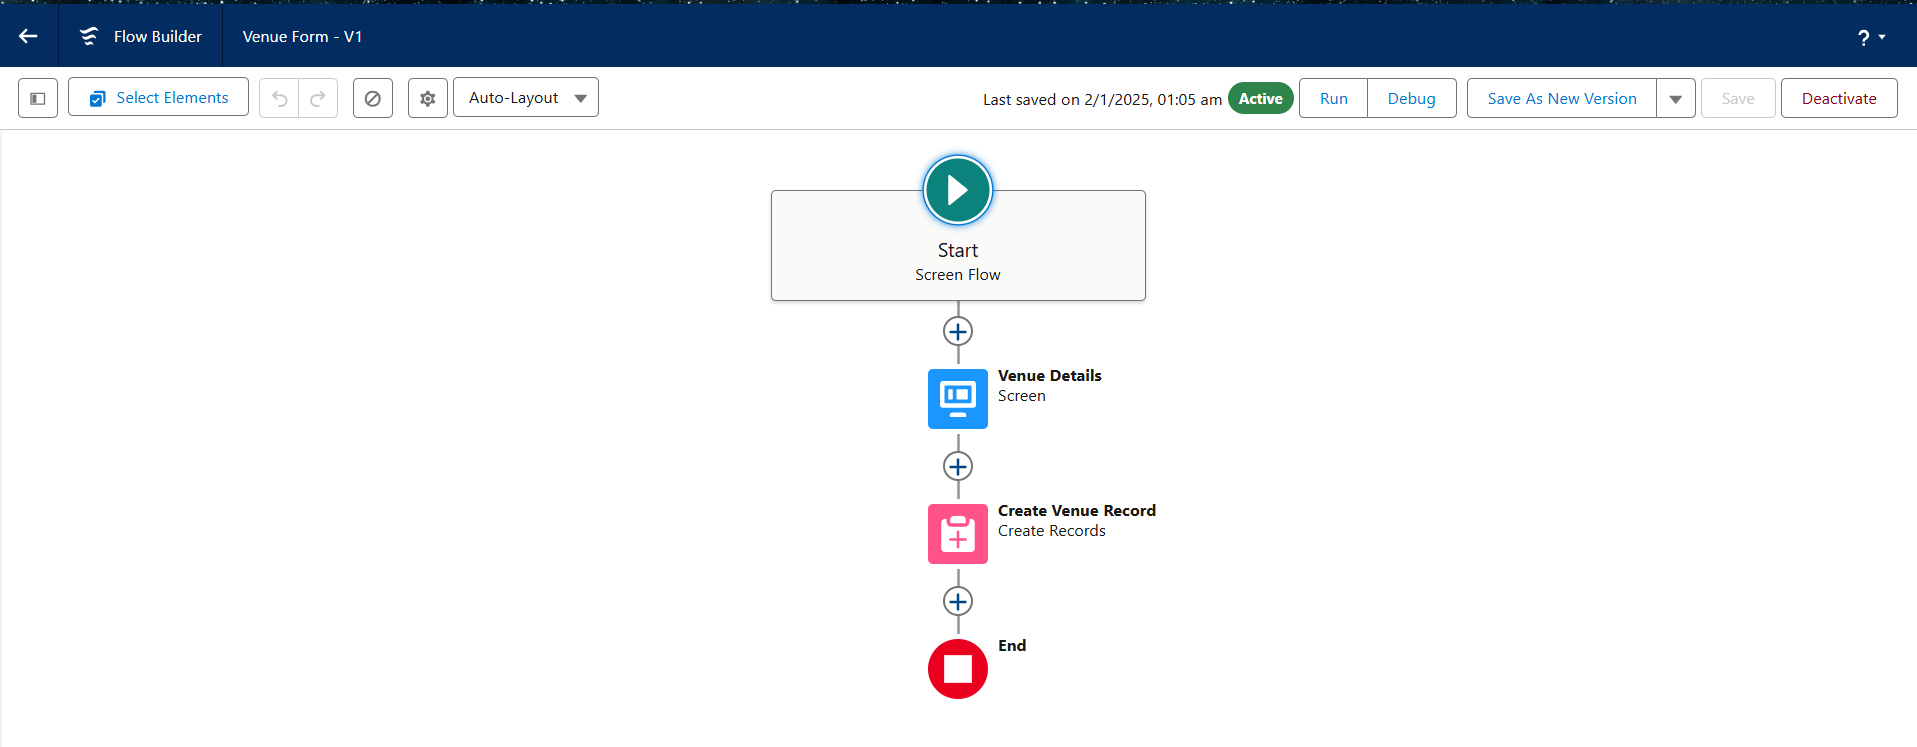 Flow Builder
Venue Form - V1
?
Select Elements
Auto-Layout
Last saved on 2/1/2025, 01:05 am
Active
Run
Debug
Save As New Version
Save
Deactivate
Start
Screen Flow
Venue Details
Screen
Create Venue Record
Create Records
End